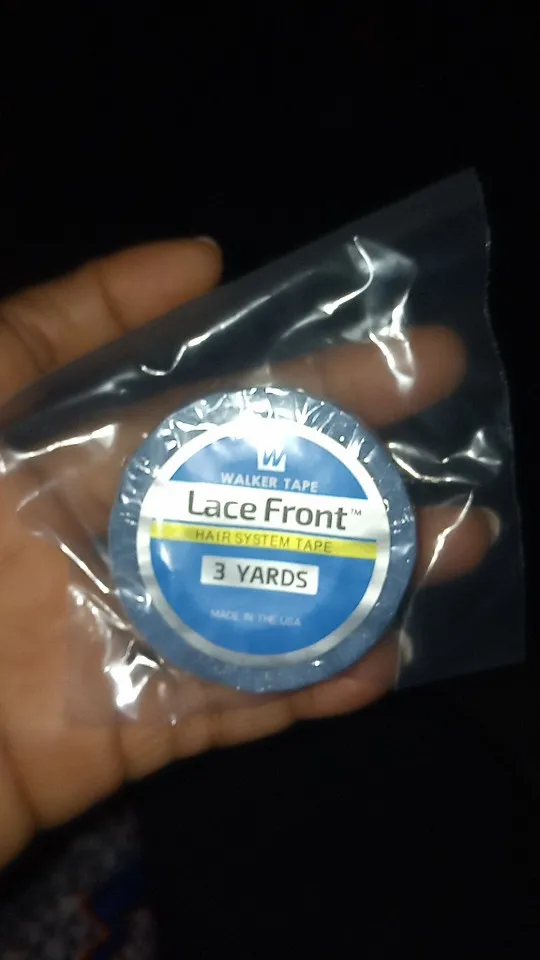 W
WALKER TAPE
Lace Front™
HAIR SYSTEM TAPE
3 YARDS
MADE IN THE USA